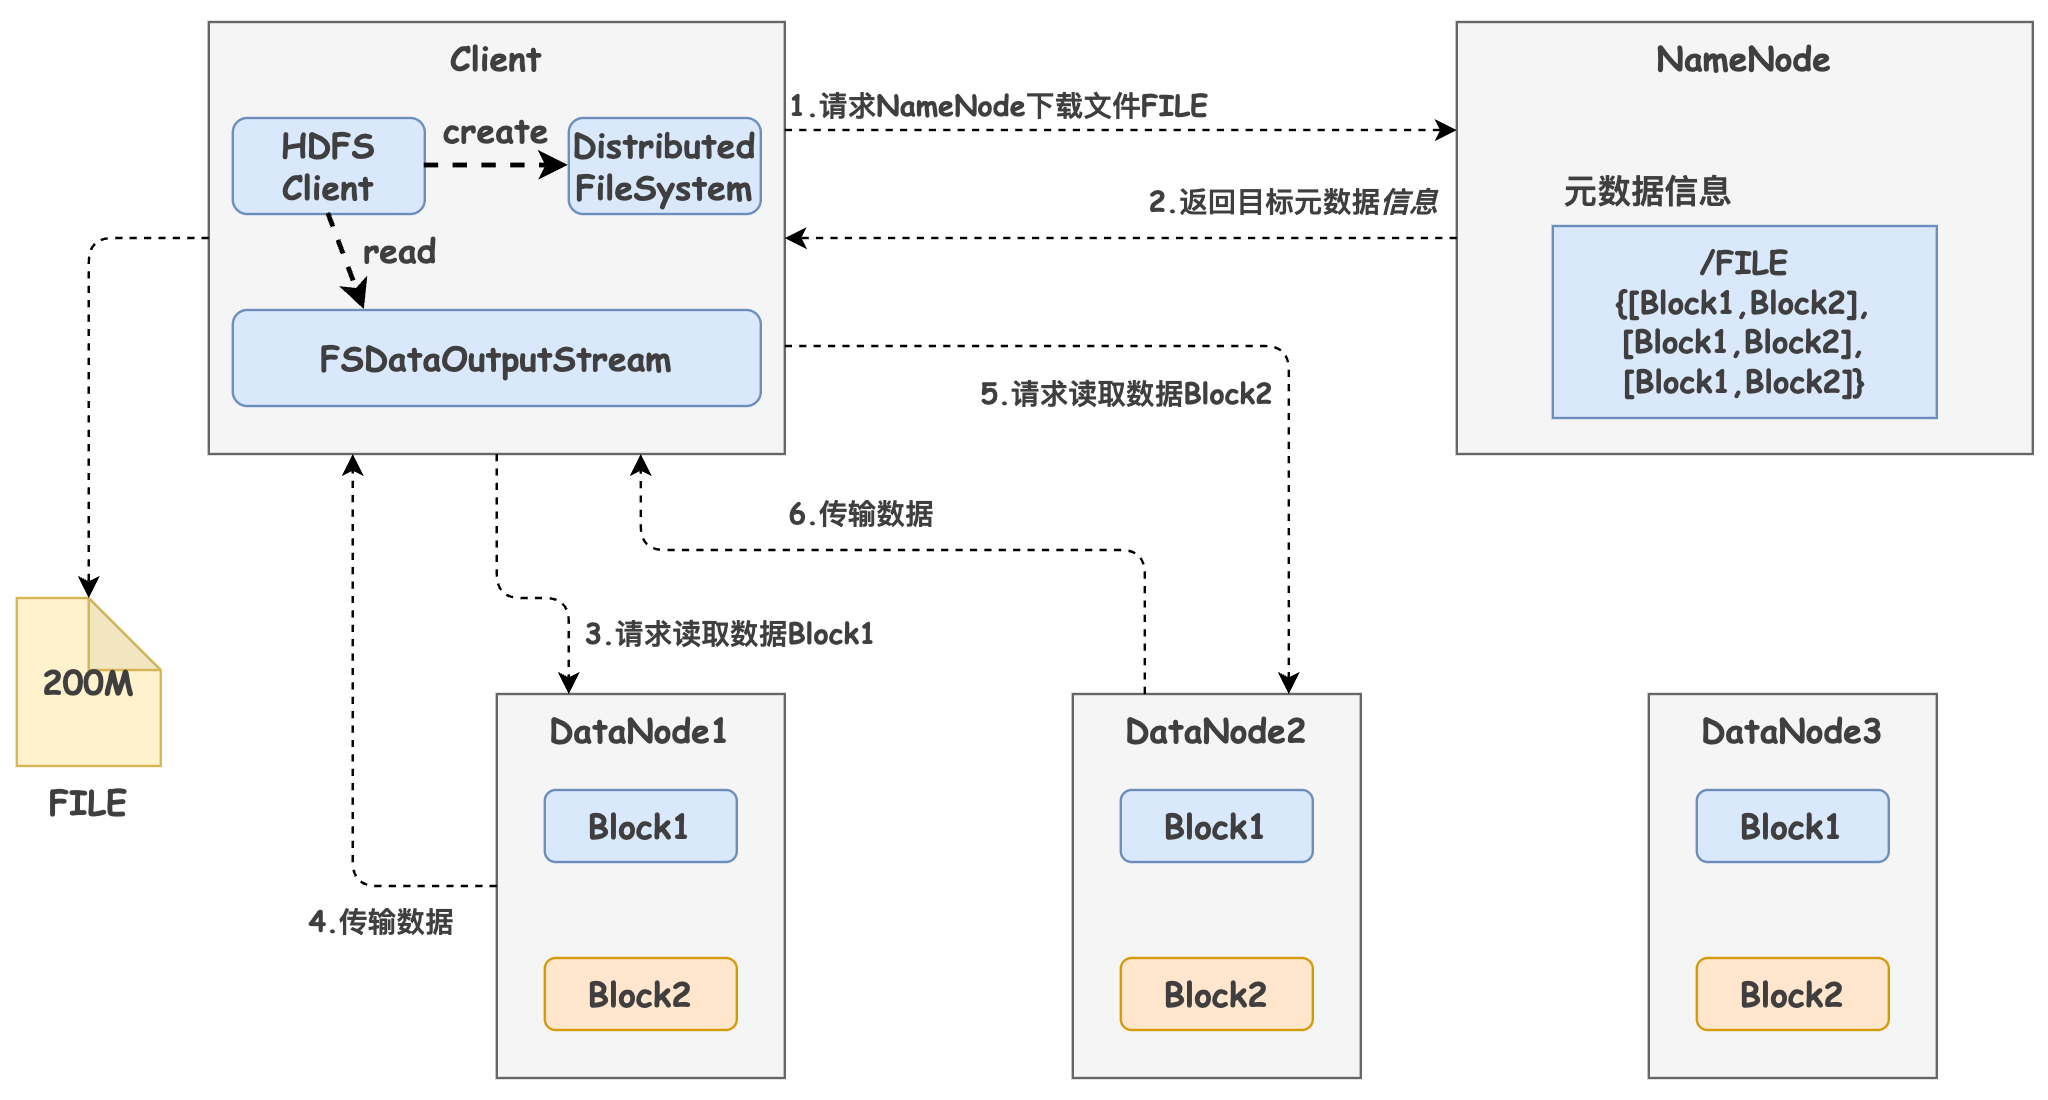 Client
NameNode
1.请求NameNode下载文件FILE
HDFS
Client
create
Distributed
FileSystem
2.返回目标元数据信息
元数据信息
read
/FILE
{[Block1,Block2],
[Block1,Block2],
[Block1,Block2]}
FSDataOutputStream
5.请求读取数据Block2
6.传输数据
3.请求读取数据Block1
200M
FILE
DataNode1
DataNode2
DataNode3
Block1
Block1
Block1
4.传输数据
Block2
Block2
Block2